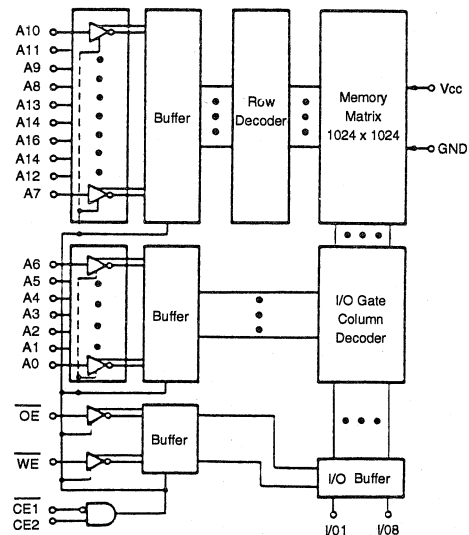 A10
A11
A9
A8
A13
A14
A16
A14
A12
A7
Buffer
Row
Decoder
Memory
Matrix
1024 x 1024
Vcc
GND
A6
A5
A4
A3
A2
A1
A0
Buffer
I/O Gate
Column
Decoder
OE
WE
Buffer
I/O Buffer
CE1
CE2
I/01
I/08